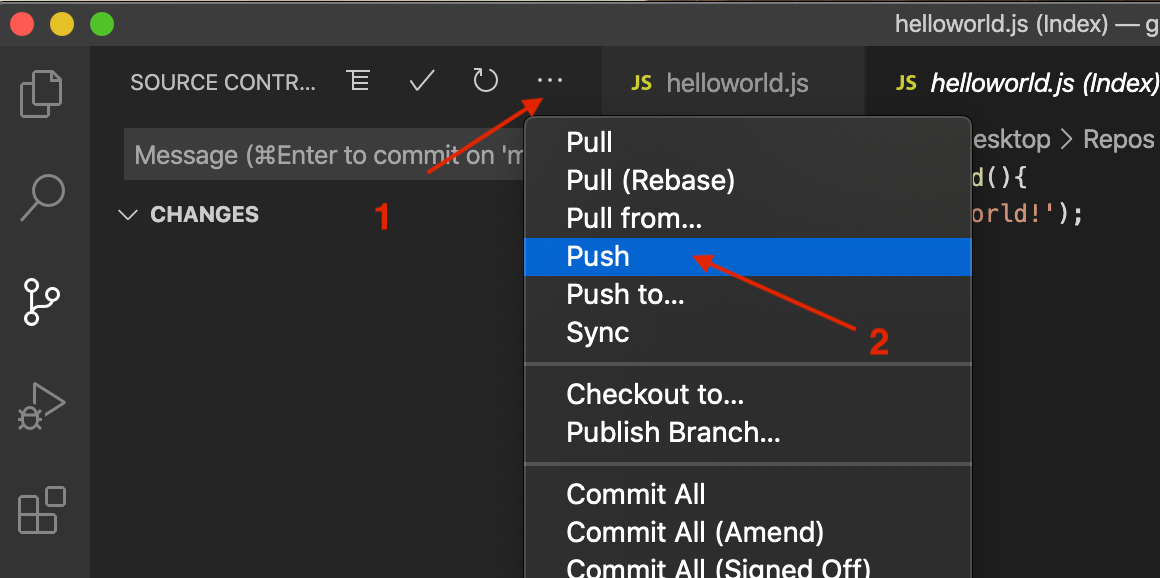 helloworld.js (Index) — g
SOURCE CONTR...
JS helloworld.js
JS helloworld.js (Index)
Message (⌘Enter to commit on 'm
esktop > Repos
CHANGES
d(){
orld!');
1
Pull
Pull (Rebase)
Pull from...
Push
Push to...
Sync
2
Checkout to...
Publish Branch...
Commit All
Commit All (Amend)
Commit All (Signed Off)